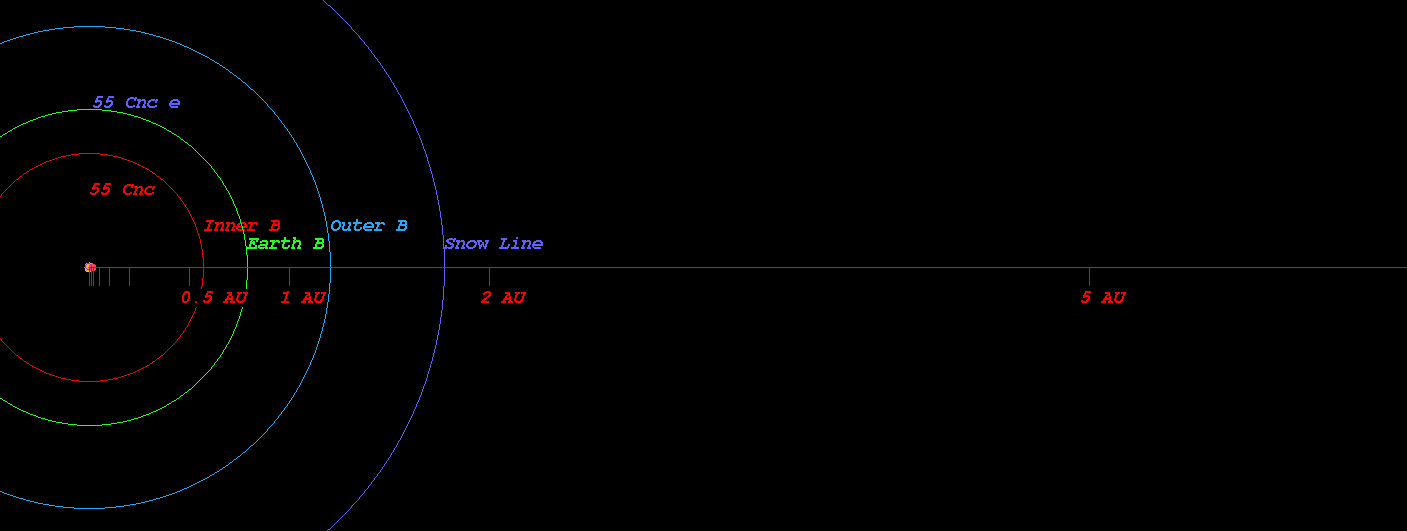 55 Cnc e
55 Cnc
Inner B
Outer B
Earth B
Snow Line
0.5 AU
1 AU
2 AU
5 AU